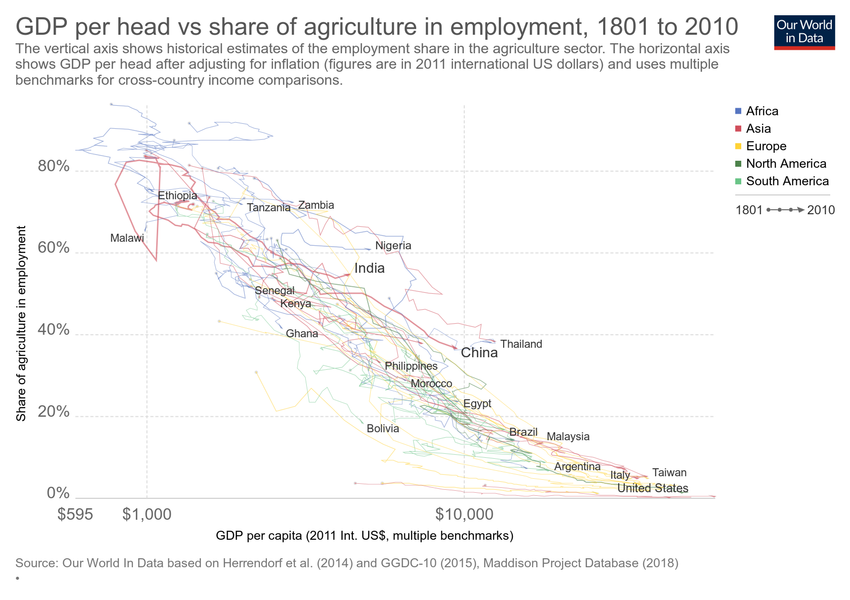 GDP per head vs share of agriculture in employment, 1801 to 2010
Our World
in Data
The vertical axis shows historical estimates of the employment share in the agriculture sector. The horizontal axis
shows GDP per head after adjusting for inflation (figures are in 2011 international US dollars) and uses multiple
benchmarks for cross-country income comparisons.
Africa
Asia
Europe
North America
South America
1801 2010
Share of agriculture in employment
80%
60%
40%
20%
0%
Ethiopia
Tanzania
Zambia
Malawi
Nigeria
India
Senegal
Kenya
Ghana
Thailand
China
Philippines
Morocco
Egypt
Bolivia
Brazil
Malaysia
Argentina
Italy
Taiwan
United States
$595
$1,000
$10,000
GDP per capita (2011 Int. US$, multiple benchmarks)
Source: Our World In Data based on Herrendorf et al. (2014) and GGDC-10 (2015), Maddison Project Database (2018)
•